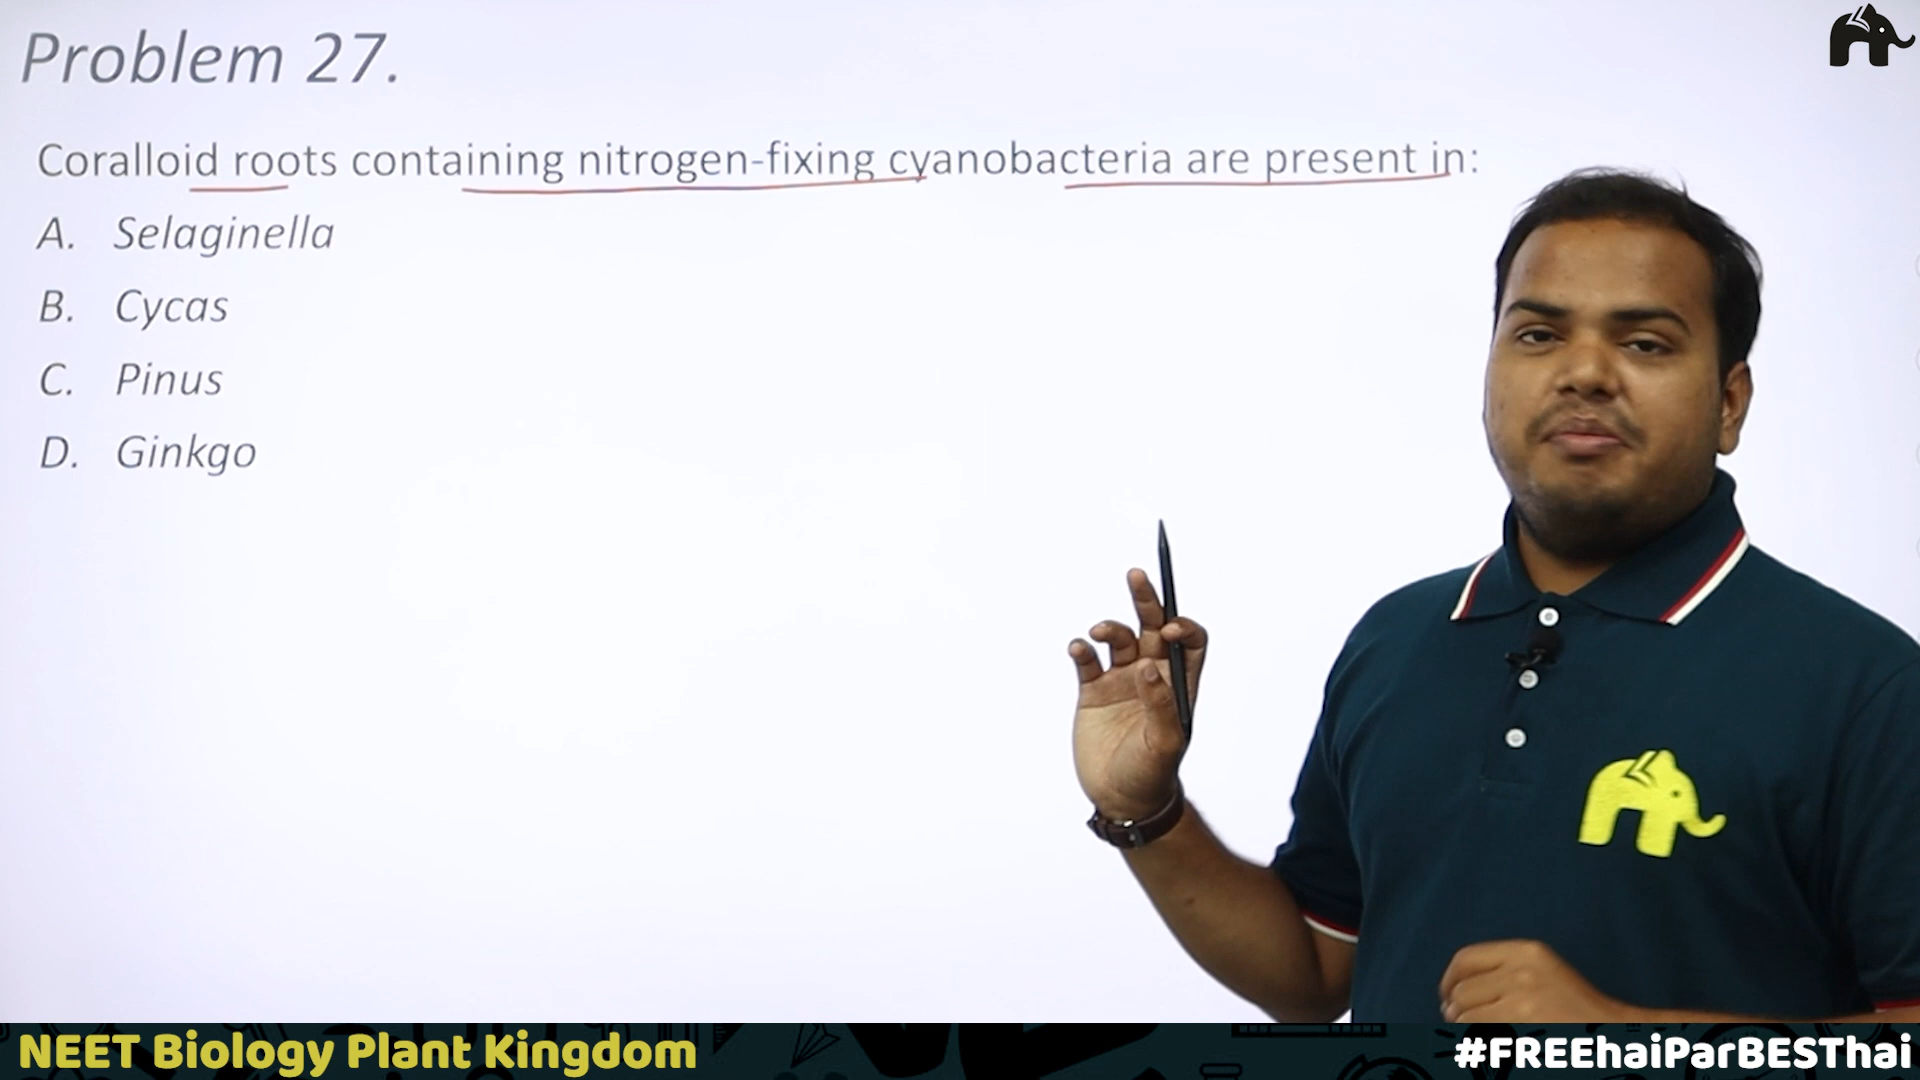 Problem 27.
Coralloid roots containing nitrogen-fixing cyanobacteria are present in:
A. Selaginella
B. Cycas
C. Pinus
D. Ginkgo
NEET Biology Plant Kingdom
#FREEhaiParBESThai